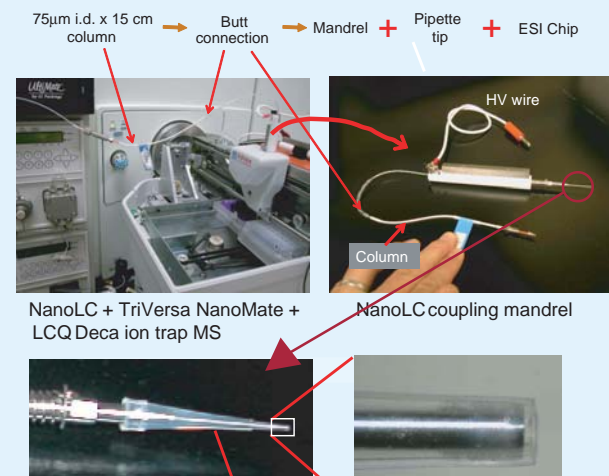 75μm i.d. x 15 cm
column
Butt
connection
Mandrel
+
Pipette
tip
+
ESI Chip
UltiMate
HV wire
Column
NanoLC + TriVersa NanoMate +
LCQ Deca ion trap MS
NanoLC coupling mandrel